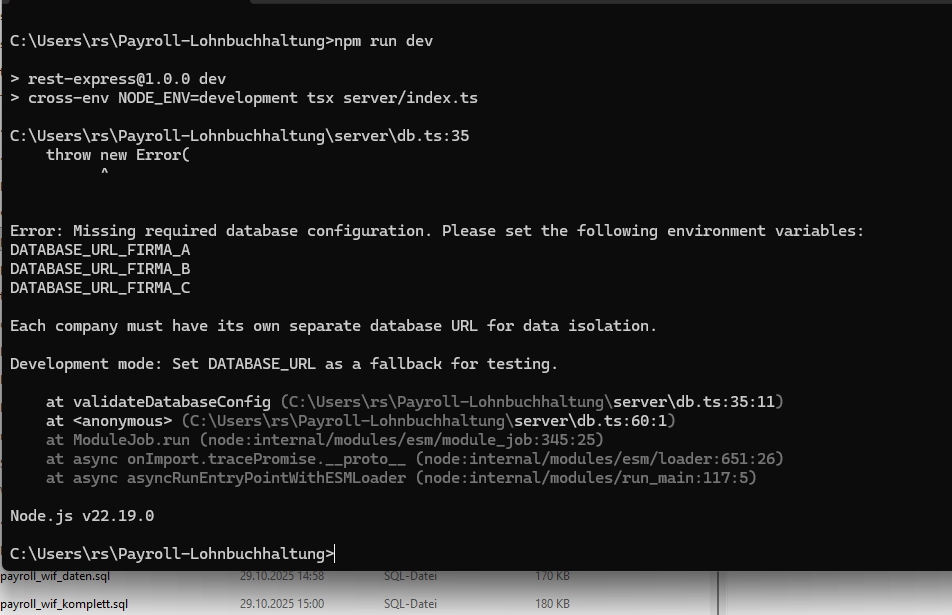 C:\Users\rs\Payroll-Lohnbuchhaltung>npm run dev
> rest-express@1.0.0 dev
> cross-env NODE_ENV=development tsx server/index.ts
C:\Users\rs\Payroll-Lohnbuchhaltung\server\db.ts:35
    throw new Error(
          ^
Error: Missing required database configuration. Please set the following environment variables:
DATABASE_URL_FIRMA_A
DATABASE_URL_FIRMA_B
DATABASE_URL_FIRMA_C
Each company must have its own separate database URL for data isolation.
Development mode: Set DATABASE_URL as a fallback for testing.
    at validateDatabaseConfig (C:\Users\rs\Payroll-Lohnbuchhaltung\server\db.ts:35:11)
    at <anonymous> (C:\Users\rs\Payroll-Lohnbuchhaltung\server\db.ts:60:1)
    at ModuleJob.run (node:internal/modules/esm/module_job:345:25)
    at async onImport.tracePromise.__proto__ (node:internal/modules/esm/loader:651:26)
    at async asyncRunEntryPointWithESMLoader (node:internal/modules/run_main:117:5)
Node.js v22.19.0
C:\Users\rs\Payroll-Lohnbuchhaltung>
payroll_wif_daten.sql 29.10.2025 14:58 SQL-Datei 170 KB
payroll_wif_komplett.sql 29.10.2025 15:00 SQL-Datei 180 KB